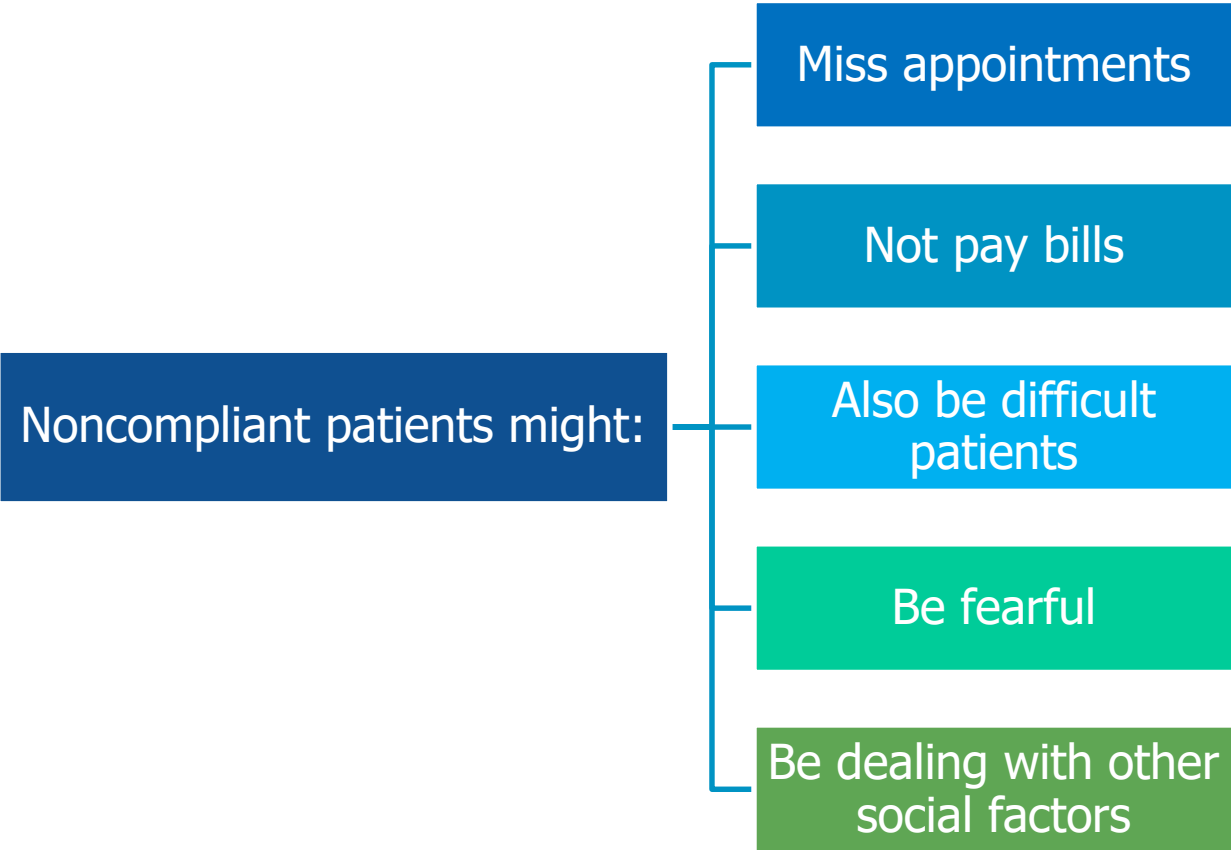 Noncompliant patients might:
Miss appointments
Not pay bills
Also be difficult
patients
Be fearful
Be dealing with other
social factors